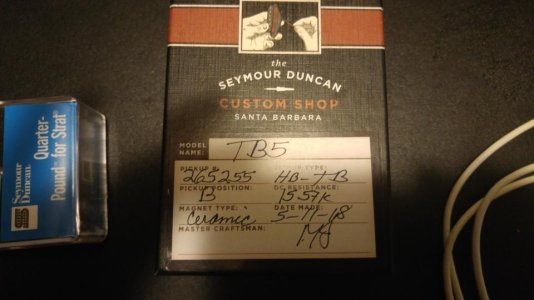 the
SEYMOUR DUNCAN
CUSTOM SHOP
SANTA BARBARA
MODEL NAME: TB5
PICKUP #: 265255
TYPE: HB-TB
PICKUP POSITION: B
DC RESISTANCE: 15.57K
MAGNET TYPE: Ceramic
DATE MADE: 5-11-18
MASTER CRAFTSMAN: MJ
Seymour Duncan
Quarter-
Pound for Strat